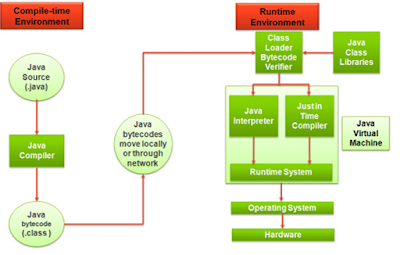 Compile-time
Environment
Java
Source
(.java)
Java
Compiler
Java
bytecode
(.class )
Java
bytecodes
move locally
or through
network
Runtime
Environment
Class
Loader
Bytecode
Verifier
Java
Class
Libraries
Java
Interpreter
Just in
Time
Compiler
Runtime System
Java
Virtual
Machine
Operating System
Hardware